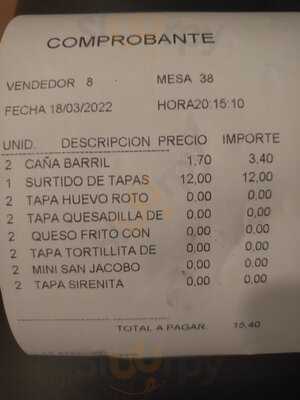 COMPROBANTE
VENDEDOR 8 MESA 38
FECHA 18/03/2022 HORA20:15:10
UNID. DESCRIPCION PRECIO IMPORTE
2 CAÑA BARRIL 1,70 3,40
1 SURTIDO DE TAPAS 12,00 12,00
2 TAPA HUEVO ROTO 0,00 0,00
2 TAPA QUESADILLA DE 0,00 0,00
2 QUESO FRITO CON 0,00 0,00
2 TAPA TORTILLITA DE 0,00 0,00
2 MINI SAN JACOBO 0,00 0,00
2 TAPA SIRENITA 0,00 0,00
TOTAL A PAGAR 15,40